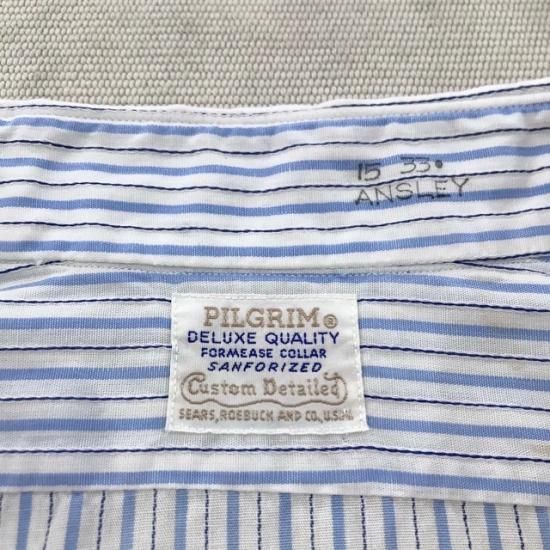 15 33
ANSLEY
PILGRIM®
DELUXE QUALITY
FORMEASE COLLAR
SANFORIZED
Custom Detailed
SEARS, ROEBUCK AND CO., U.S.A.